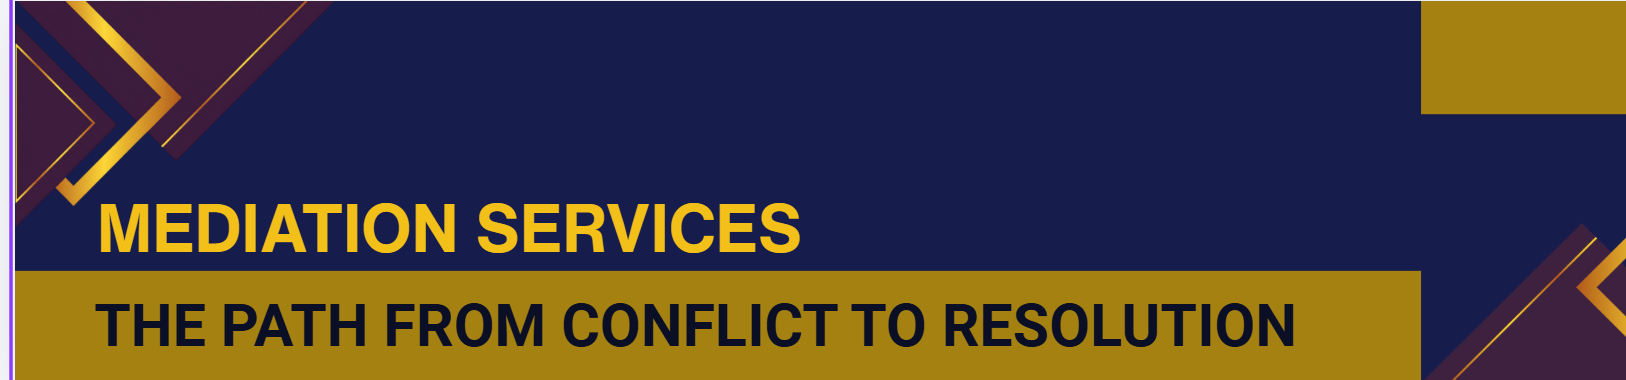 MEDIATION SERVICES
THE PATH FROM CONFLICT TO RESOLUTION